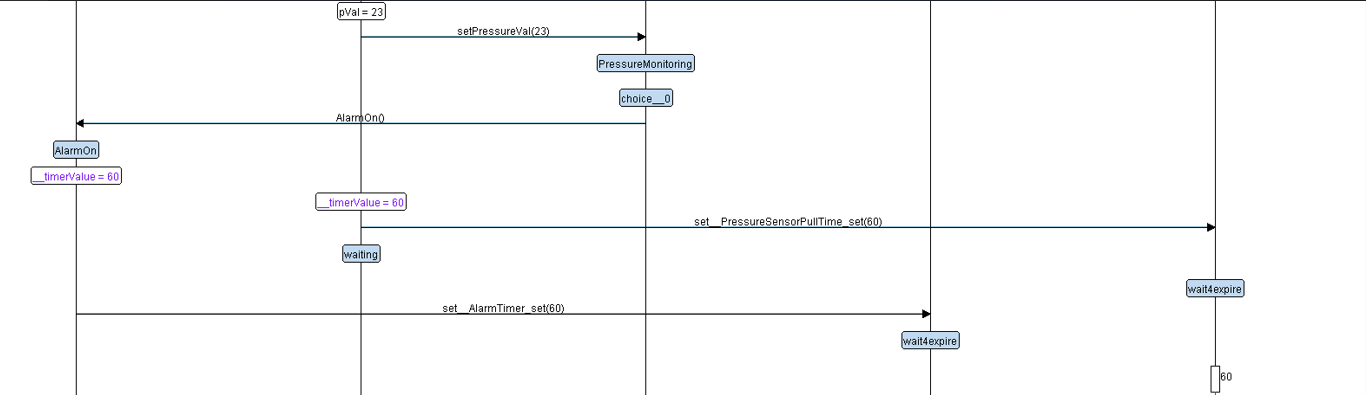 pVal = 23
setPressureVal(23)
PressureMonitoring
choice__0
AlarmOn()
AlarmOn
__timerValue = 60
__timerValue = 60
set__PressureSensorPullTime_set(60)
waiting
wait4expire
set__AlarmTimer_set(60)
wait4expire
60